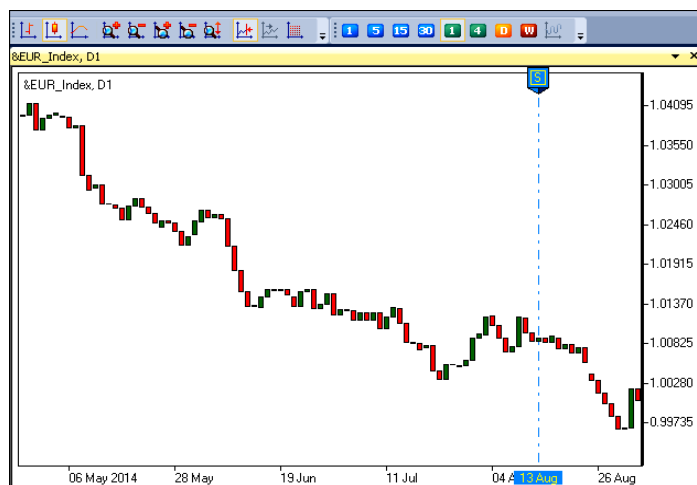 1 5 15 30 1 4 D W
&EUR_Index, D1
S
&EUR_Index, D1
1.04095
1.03550
1.03005
1.02460
1.01915
1.01370
1.00825
1.00280
0.99735
06 May 2014 28 May 19 Jun 11 Jul 04 A 13 Aug 26 Aug